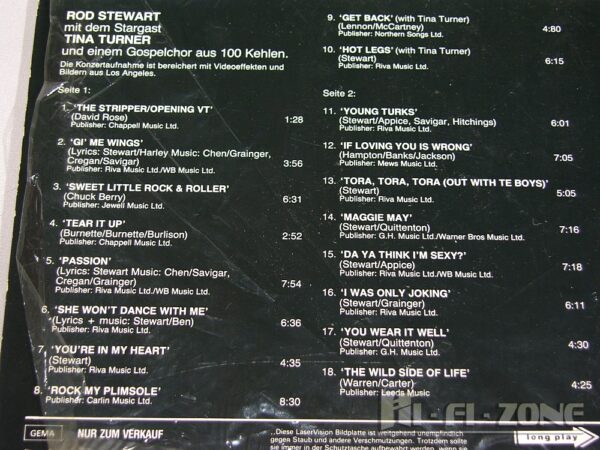 ROD STEWART
mit dem Stargast
TINA TURNER
und einem Gospelchor aus 100 Kehlen.
Die Konzertaufnahme ist bereichert mit Videoeffekten und
Bildern aus Los Angeles.
Seite 1:
1. ‘THE STRIPPER/OPENING VT’
(David Rose) 1:28
Publisher: Chappell Music Ltd.
2. ‘GI’ ME WINGS’
(Lyrics: Stewart/Harley Music: Chen/Grainger,
Cregan/Savigar) 3:56
Publisher: Riva Music Ltd./WB Music Ltd.
3. ‘SWEET LITTLE ROCK & ROLLER’
(Chuck Berry) 6:31
Publisher: Jewell Music Ltd.
4. ‘TEAR IT UP’
(Burnette/Burnette/Burlison) 2:52
Publisher: Chappell Music Ltd.
5. ‘PASSION’
(Lyrics: Stewart Music: Chen/Savigar,
Cregan/Grainger) 7:54
Publisher: Riva Music Ltd./WB Music Ltd.
6. ‘SHE WON’T DANCE WITH ME’
(Lyrics + music: Stewart/Ben) 6:36
Publisher: Riva Music Ltd.
7. ‘YOU’RE IN MY HEART’
(Stewart) 4:35
Publisher: Riva Music Ltd.
8. ‘ROCK MY PLIMSOLE’
Publisher: Carlin Music Ltd. 8:30
9. ‘GET BACK’ (with Tina Turner)
(Lennon/McCartney) 4:80
Publisher: Northern Songs Ltd.
10. ‘HOT LEGS’ (with Tina Turner)
(Stewart) 6:15
Publisher: Riva Music Ltd.
Seite 2:
11. ‘YOUNG TURKS’
(Stewart/Appice, Savigar, Hitchings) 6:01
Publisher: Riva Music Ltd.
12. ‘IF LOVING YOU IS WRONG’
(Hampton/Banks/Jackson) 7:05
Publisher: Mews Music Ltd.
13. ‘TORA, TORA, TORA (OUT WITH TE BOYS)’
(Stewart) 5:05
Publisher: Riva Music Ltd.
14. ‘MAGGIE MAY’
(Stewart/Quittenton) 7:16
Publisher: G.H. Music Ltd./Warner Bros Music Ltd.
15. ‘DA YA THINK I’M SEXY?’
(Stewart/Appice) 7:18
Publisher: Riva Music Ltd./WB Music Ltd.
16. ‘I WAS ONLY JOKING’
(Stewart/Grainger) 6:11
Publisher: Riva Music Ltd.
17. ‘YOU WEAR IT WELL’
(Stewart/Quittenton) 4:30
Publisher: G.H. Music Ltd.
18. ‘THE WILD SIDE OF LIFE’
(Warren/Carter) 4:25
Publisher: Leeds Music
GEMA NUR ZUM VERKAUF
„Diese LaserVision Bildplatte ist weitgehend unempfindlich
gegen Staub und andere Verschmutzungen. Trotzdem sollte
sie immer in der Schutztasche aufbewahrt werden, wenn sie
long play